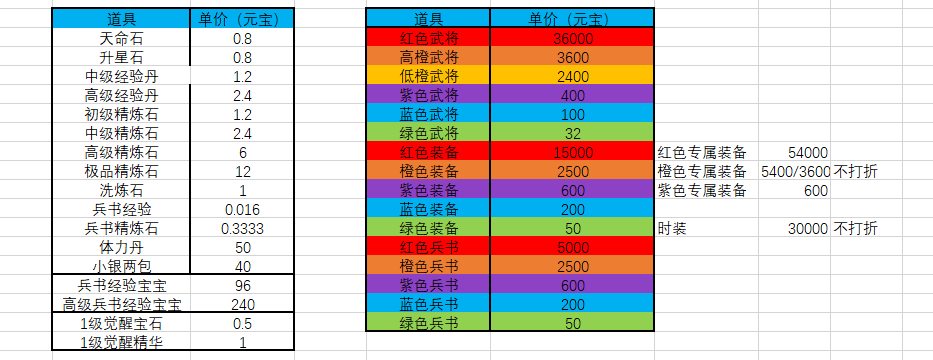 道具 单价（元宝） 道具 单价（元宝）
天命石 0.8 红色武将 36000
升星石 0.8 高橙武将 3600
中级经验丹 1.2 低橙武将 2400
高级经验丹 2.4 紫色武将 400
初级精炼石 1.2 蓝色武将 100
中级精炼石 2.4 绿色武将 32
高级精炼石 6 红色装备 15000 红色专属装备 54000
极品精炼石 12 橙色装备 2500 橙色专属装备 5400/3600 不打折
洗炼石 1 紫色装备 600 紫色专属装备 600
兵书经验 0.016 蓝色装备 200
兵书精炼石 0.3333 绿色装备 50 时装 30000 不打折
体力丹 50 红色兵书 5000
小银两包 40 橙色兵书 2500
兵书经验宝宝 96 紫色兵书 600
高级兵书经验宝宝 240 蓝色兵书 200
1级觉醒宝石 0.5 绿色兵书 50
1级觉醒精华 1